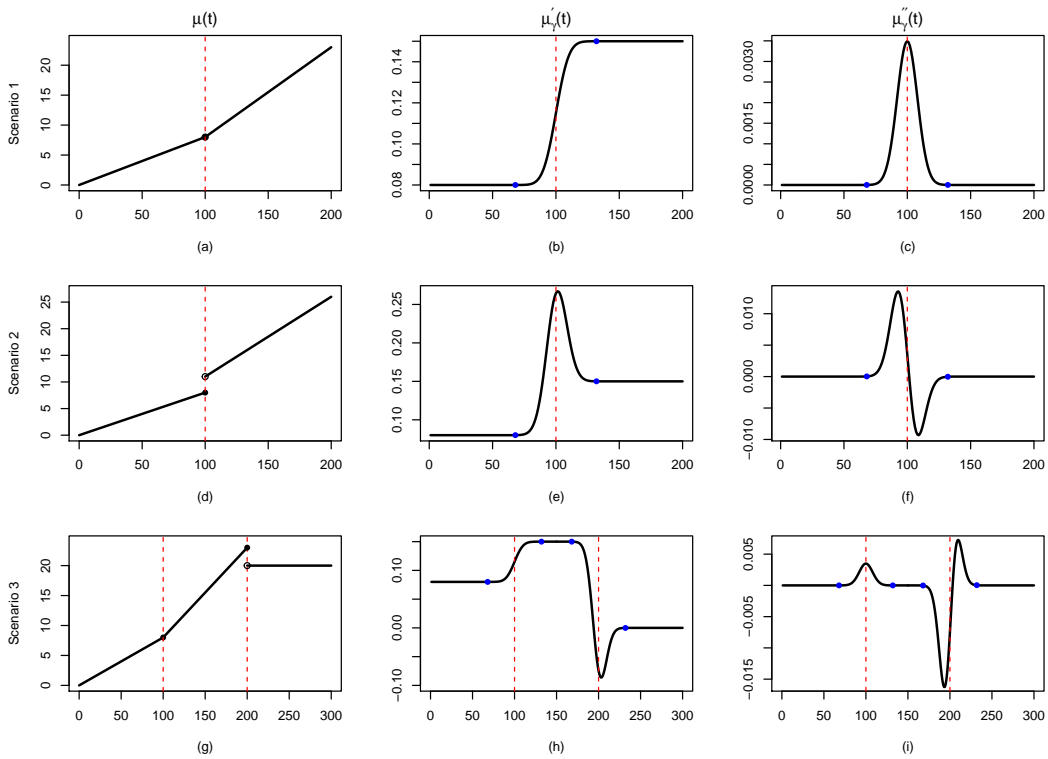 μ(t) μ′γ(t) μ″γ(t)
Scenario 1
0 5 10 15 20
0 50 100 150 200
(a)
0.08 0.10 0.12 0.14
0 50 100 150 200
(b)
0.0000 0.0015 0.0030
0 50 100 150 200
(c)
Scenario 2
0 5 10 15 20 25
0 50 100 150 200
(d)
0.10 0.15 0.20 0.25
0 50 100 150 200
(e)
−0.010 0.000 0.010
0 50 100 150 200
(f)
Scenario 3
0 5 10 15 20
0 50 100 150 200 250 300
(g)
−0.10 0.00 0.10
0 50 100 150 200 250 300
(h)
−0.015 −0.005 0.005
0 50 100 150 200 250 300
(i)